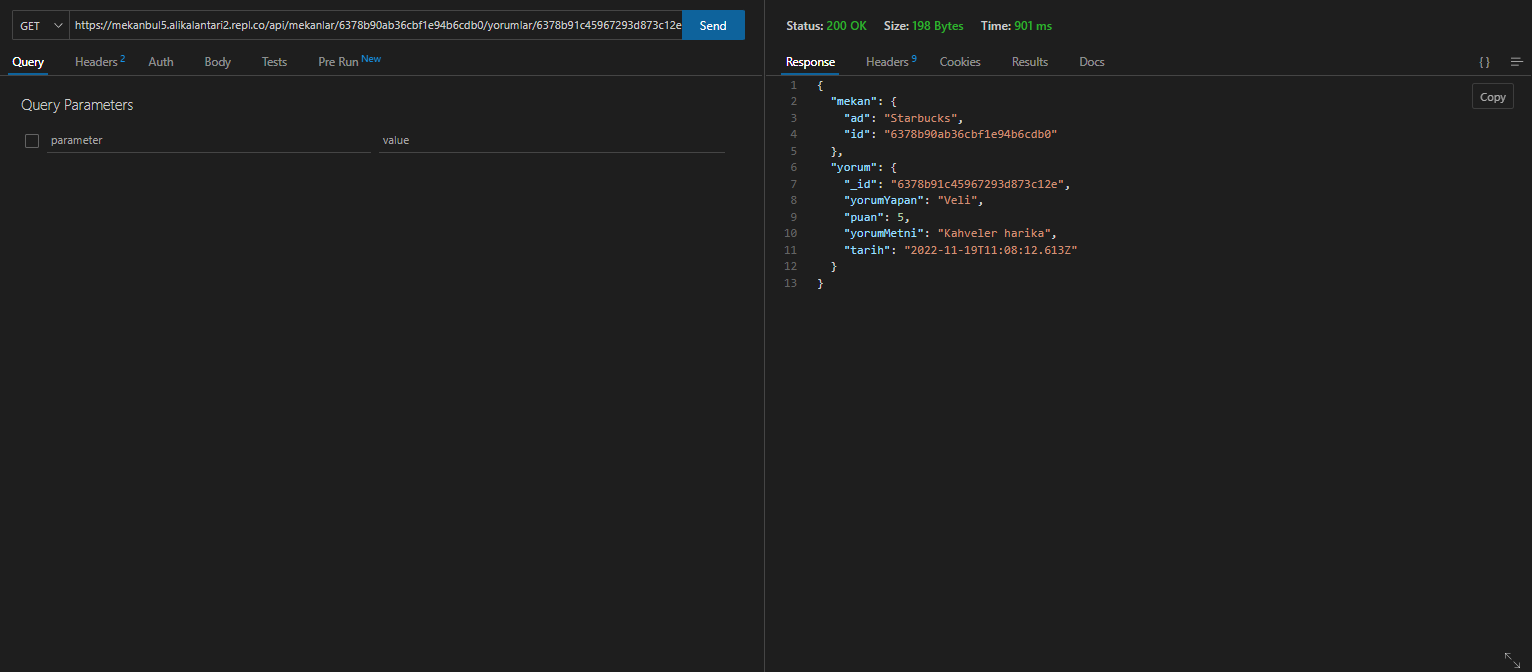 GET
https://mekanbul5.alikalantari2.repl.co/api/mekanlar/6378b90ab36cbf1e94b6cdb0/yorumlar/6378b91c45967293d873c12e
Send
Query Headers 2 Auth Body Tests Pre Run New
Query Parameters
parameter value
Status: 200 OK Size: 198 Bytes Time: 901 ms
Response Headers 9 Cookies Results Docs {}
Copy
1 {
2 "mekan": {
3 "ad": "Starbucks",
4 "id": "6378b90ab36cbf1e94b6cdb0"
5 },
6 "yorum": {
7 "_id": "6378b91c45967293d873c12e",
8 "yorumYapan": "Veli",
9 "puan": 5,
10 "yorumMetni": "Kahveler harika",
11 "tarih": "2022-11-19T11:08:12.613Z"
12 }
13 }